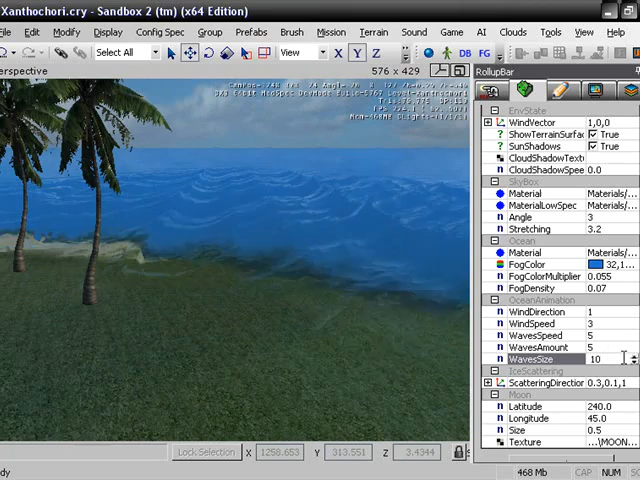 Xanthochori.cry - Sandbox 2 (tm) (x64 Edition)
File Edit Modify Display Config Spec Group Prefabs Brush Mission Terrain Sound Game AI Clouds Tools View Help
Select All X Y View DB FG
Perspective 576 x 429
RollupBar
EnvState
WindVector 1,0,0
ShowTerrainSurfac True
SunShadows True
CloudShadowTextu
CloudShadowSpee 0.0
SkyBox
Material Materials/...
MaterialLowSpec Materials/...
Angle 3
Stretching 3.2
Ocean
Material Materials/...
FogColor 32,1...
FogColorMultiplier 0.055
FogDensity 0.07
OceanAnimation
WindDirection 1
WindSpeed 3
WavesSpeed 5
WavesAmount 5
WavesSize 10
IceScattering
ScatteringDirection 0.3,0.1,1
Moon
Latitude 240.0
Longitude 45.0
Size 0.5
Texture ...\MOON...
Lock Selection X 1258.653 Y 313.551 Z 3.4344
dy 468 Mb CAP NUM